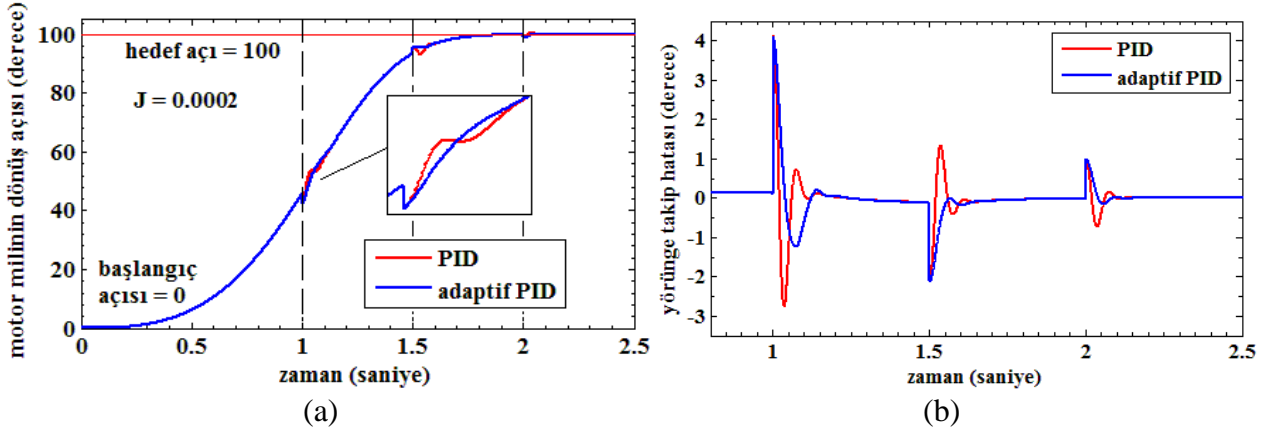 motor milinin dönüş açısı (derece)
100
80
60
40
20
0
hedef açı = 100
J = 0.0002
başlangıç
açısı = 0
PID
adaptif PID
0
0.5
1
1.5
2
2.5
zaman (saniye)
(a)
yörünge takip hatası (derece)
4
3
2
1
0
-1
-2
-3
PID
adaptif PID
1
1.5
2
2.5
zaman (saniye)
(b)